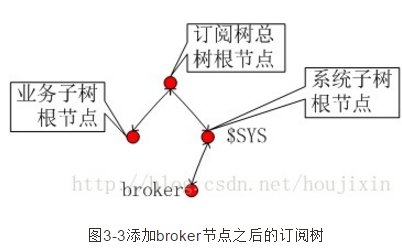 订阅树总
树根节点
业务子树
根节点
系统子树
根节点
$SYS
broker
http://blog.csdn.net/houjixin
图3-3添加broker节点之后的订阅树